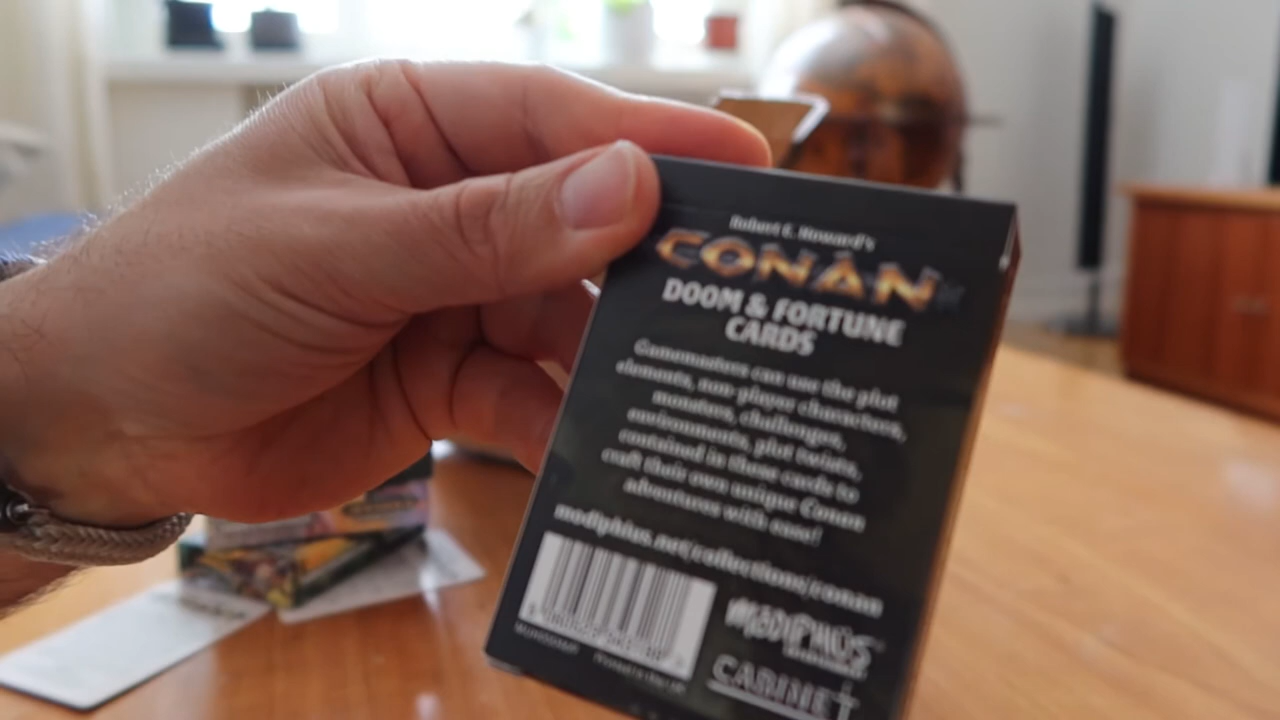 Robert E. Howard's
CONAN
DOOM & FORTUNE
CARDS
Gamemasters can use the plot
elements, non-player characters,
monsters, challenges,
environments, plot twists,
contained in these cards to
craft their own unique Conan
adventures with ease!
modiphius.net/collections/conan
MODIPHIUS
CABINET